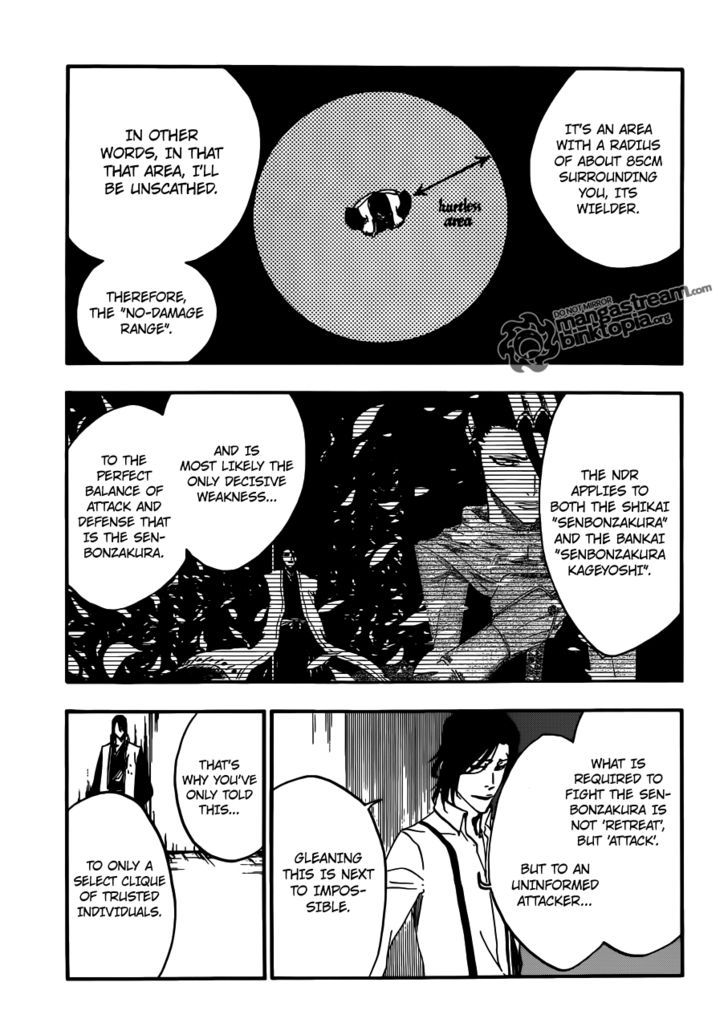 IT'S AN AREA
WITH A RADIUS
OF ABOUT 85CM
SURROUNDING
YOU, ITS
WIELDER.
hurtless
area
IN OTHER
WORDS, IN THAT
THAT AREA, I'LL
BE UNSCATHED.
THEREFORE,
THE "NO-DAMAGE
RANGE".
DO NOT MIRROR
mangastream.com
binktopia.org
THE NDR
APPLIES TO
BOTH THE SHIKAI
"SENBONZAKURA"
AND THE BANKAI
"SENBONZAKURA
KAGEYOSHI".
AND IS
MOST LIKELY THE
ONLY DECISIVE
WEAKNESS...
TO THE
PERFECT
BALANCE OF
ATTACK AND
DEFENSE THAT
IS THE SEN-
BONZAKURA.
WHAT IS
REQUIRED TO
FIGHT THE SEN-
BONZAKURA IS
NOT 'RETREAT',
BUT 'ATTACK'.
BUT TO AN
UNINFORMED
ATTACKER...
GLEANING
THIS IS NEXT
TO IMPOS-
SIBLE.
THAT'S
WHY YOU'VE
ONLY TOLD
THIS...
TO ONLY A
SELECT CLIQUE
OF TRUSTED
INDIVIDUALS.